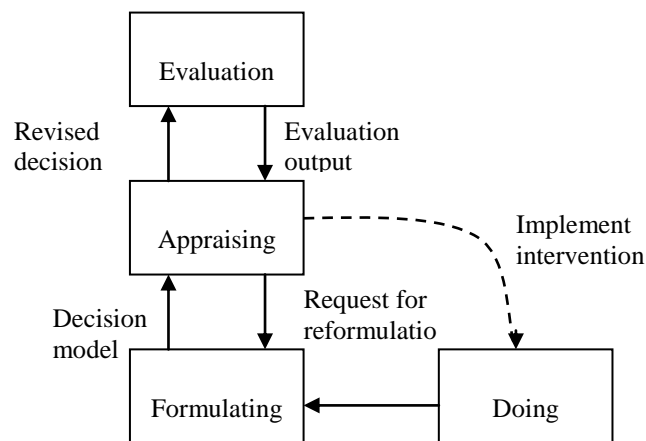 Evaluation
Revised
decision
Evaluation
output
Appraising
Implement
intervention
Decision
model
Request for
reformulatio
Formulating
Doing